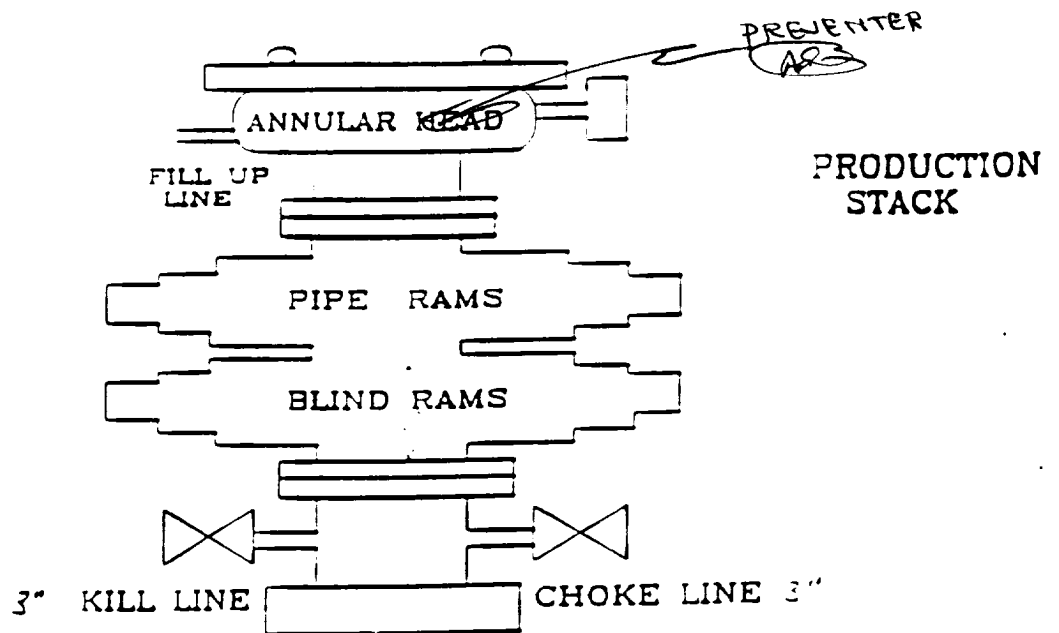 PREVENTER
ANNULAR HEAD
FILL UP
LINE
PRODUCTION
STACK
PIPE RAMS
BLIND RAMS
3" KILL LINE
CHOKE LINE 3"